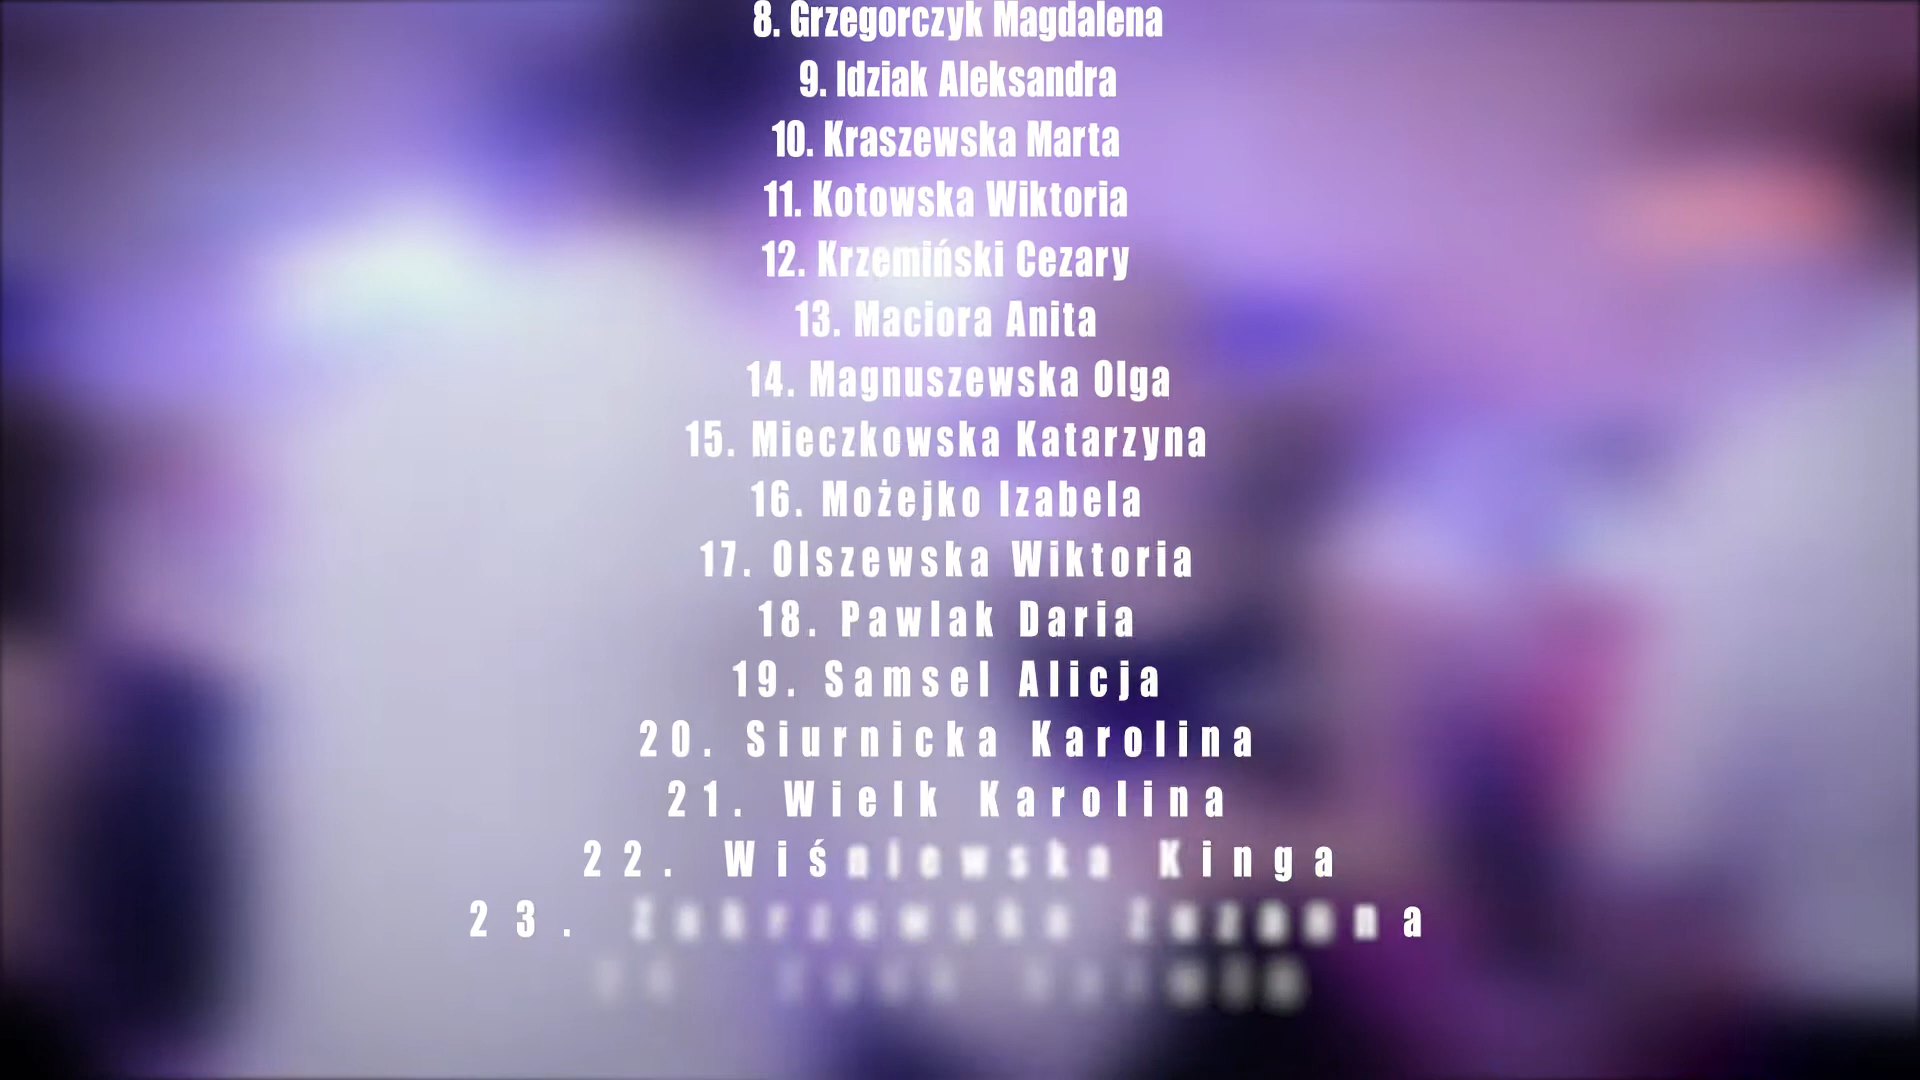 8. Grzegorczyk Magdalena
9. Idziak Aleksandra
10. Kraszewska Marta
11. Kotowska Wiktoria
12. Krzemiński Cezary
13. Maciora Anita
14. Magnuszewska Olga
15. Mieczkowska Katarzyna
16. Możejko Izabela
17. Olszewska Wiktoria
18. Pawlak Daria
19. Samsel Alicja
20. Siurnicka Karolina
21. Wielk Karolina
22. Wiśniewska Kinga
23. Zakrzewska Zuzanna